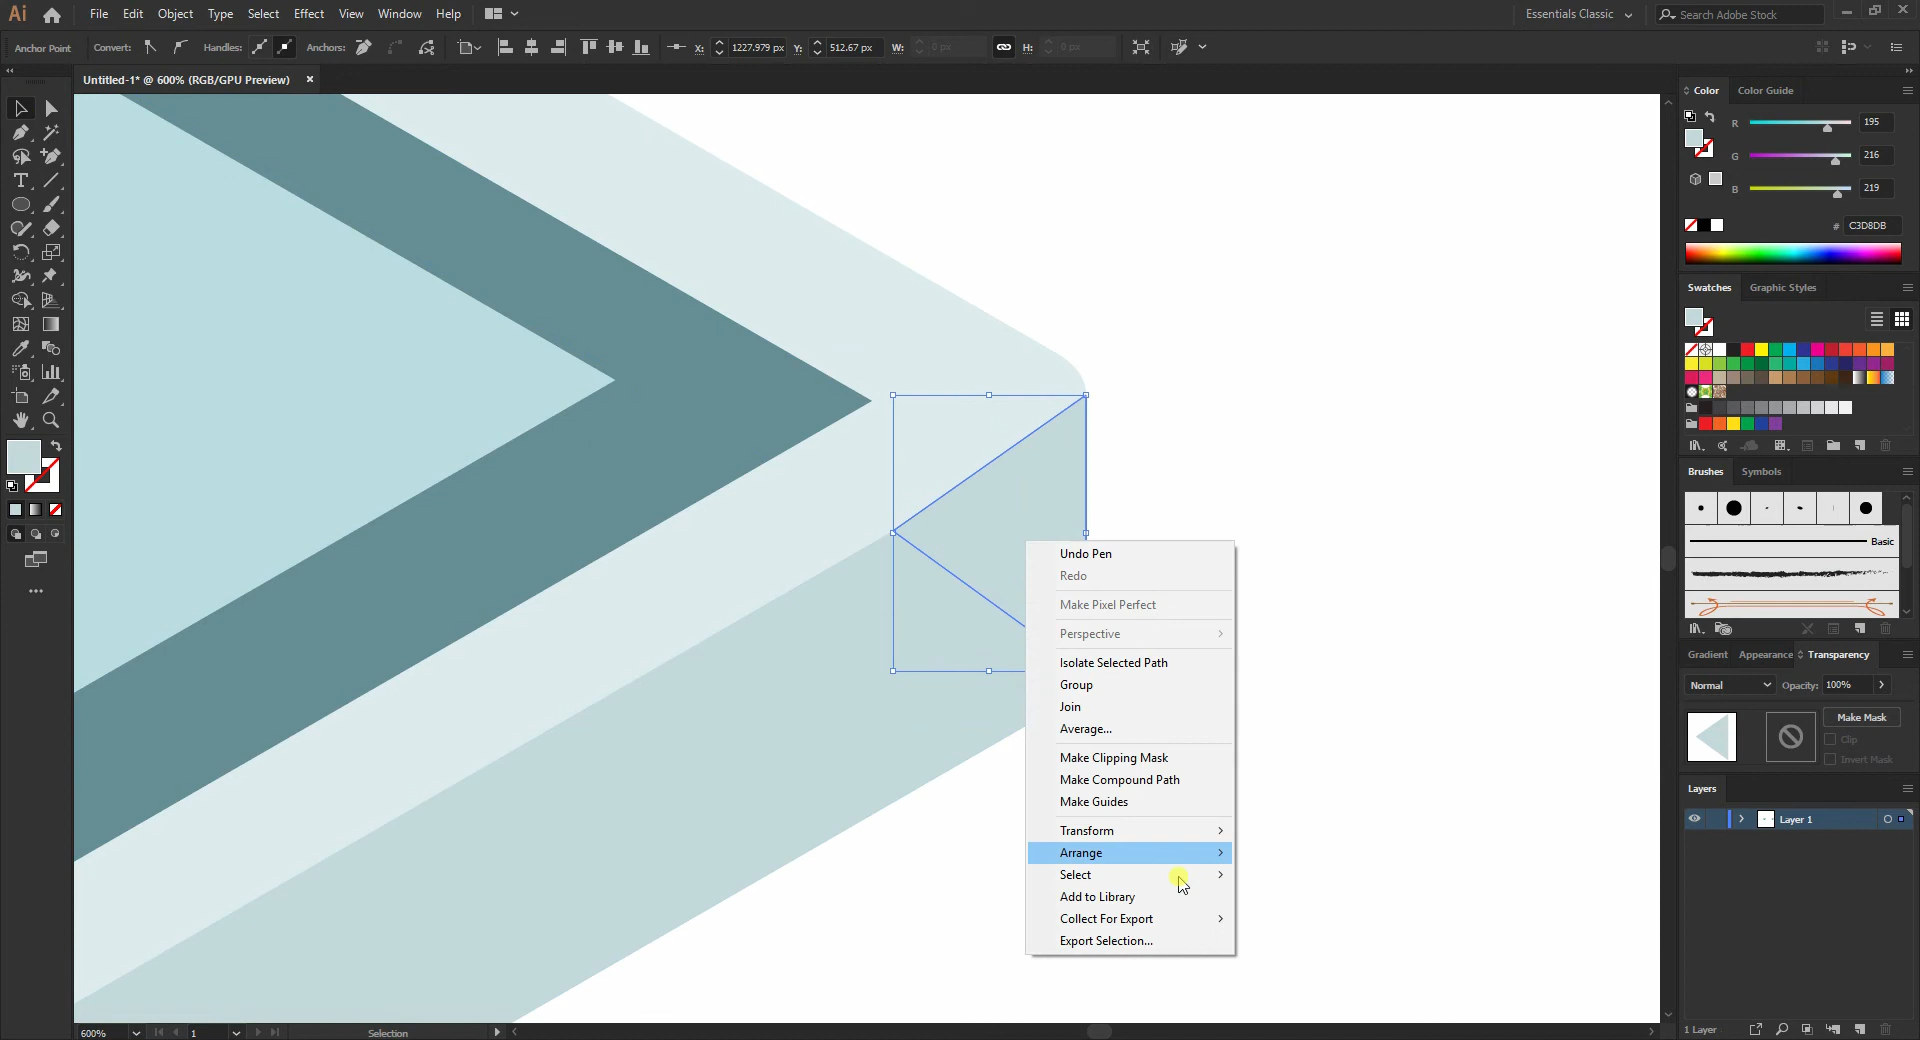 Ai File Edit Object Type Select Effect View Window Help Essentials Classic Search Adobe Stock
Anchor Point Convert: Handles: Anchors: X: 1227.979 px Y: 512.67 px W: 0 px H: 0 px
Untitled-1* @ 600% (RGB/GPU Preview) ×
Color Color Guide
R 195
G 216
B 219
# C3D8DB
Swatches Graphic Styles
Brushes Symbols
Basic
Undo Pen
Redo
Make Pixel Perfect
Perspective
Isolate Selected Path
Group
Join
Average...
Make Clipping Mask
Make Compound Path
Make Guides
Transform
Arrange
Select
Add to Library
Collect For Export
Export Selection...
Gradient Appearance Transparency
Normal Opacity: 100%
Make Mask
Clip
Invert Mask
Layers
Layer 1
1 Layer
600% 1 Selection